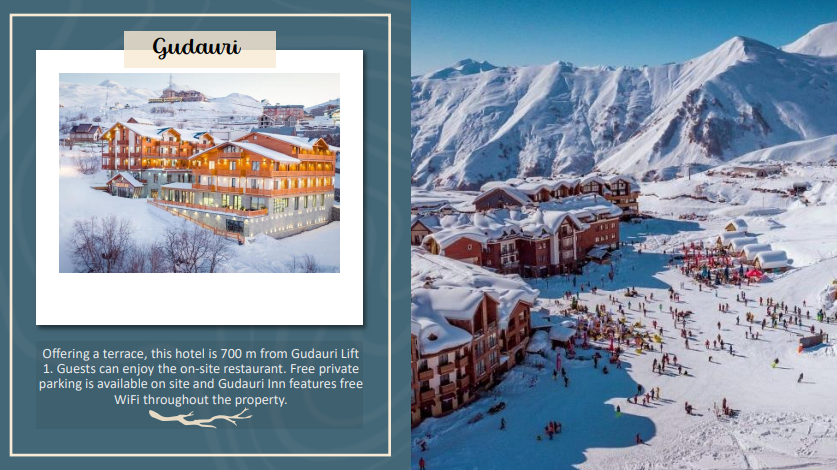 Gudauri
Offering a terrace, this hotel is 700 m from Gudauri Lift
1. Guests can enjoy the on-site restaurant. Free private
parking is available on site and Gudauri Inn features free
WiFi throughout the property.